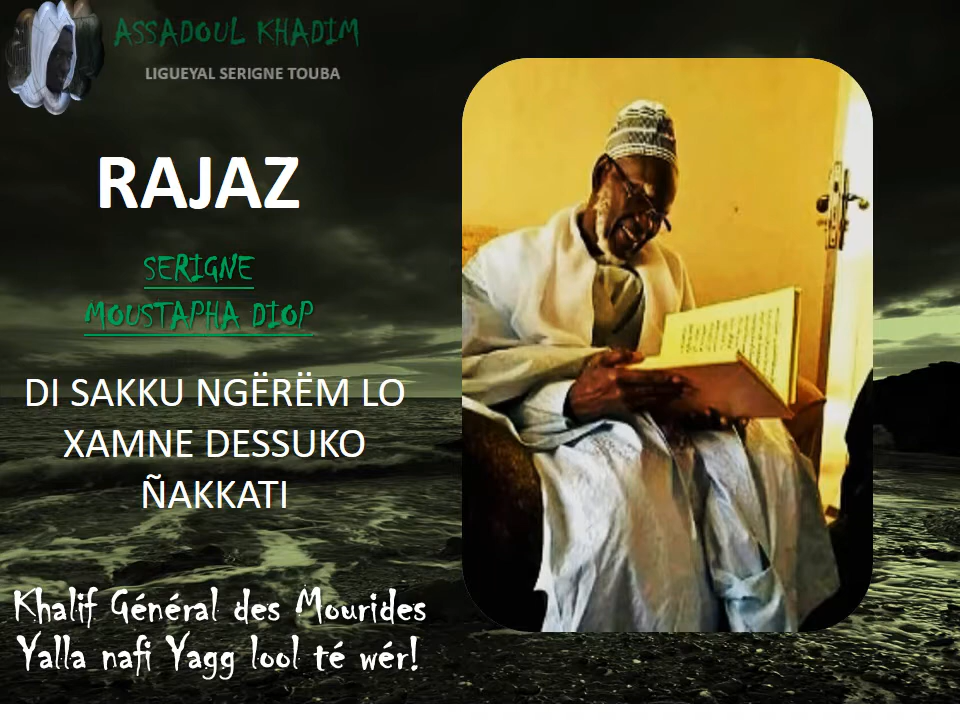 ASSADOUL KHADIM
LIGUEYAL SERIGNE TOUBA
RAJAZ
SERIGNE
MOUSTAPHA DIOP
DI SAKKU NGËRËM LO
XAMNE DESSUKO
ÑAKKATI
Khalif Général des Mourides
Yalla nafi Yagg lool té wér!